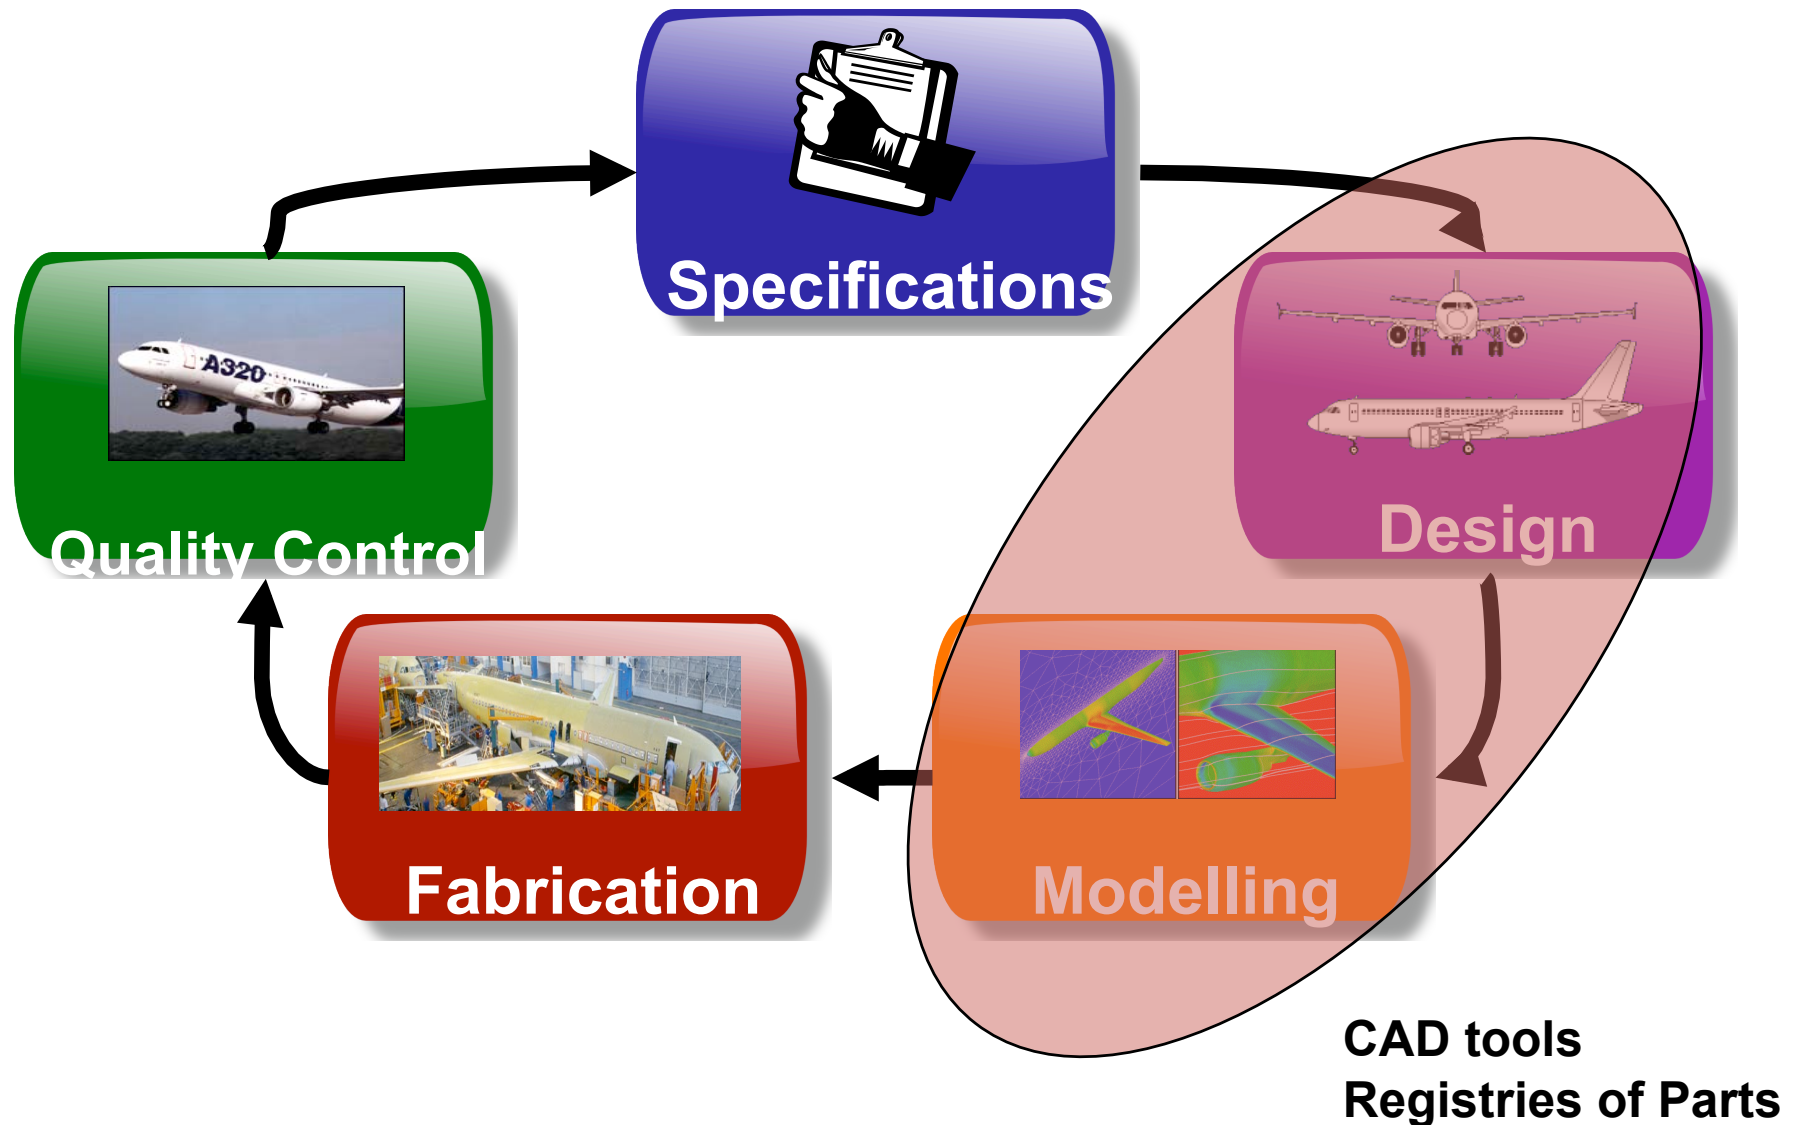 Specifications
A320
Quality Control
Design
Fabrication
Modelling
CAD tools
Registries of Parts